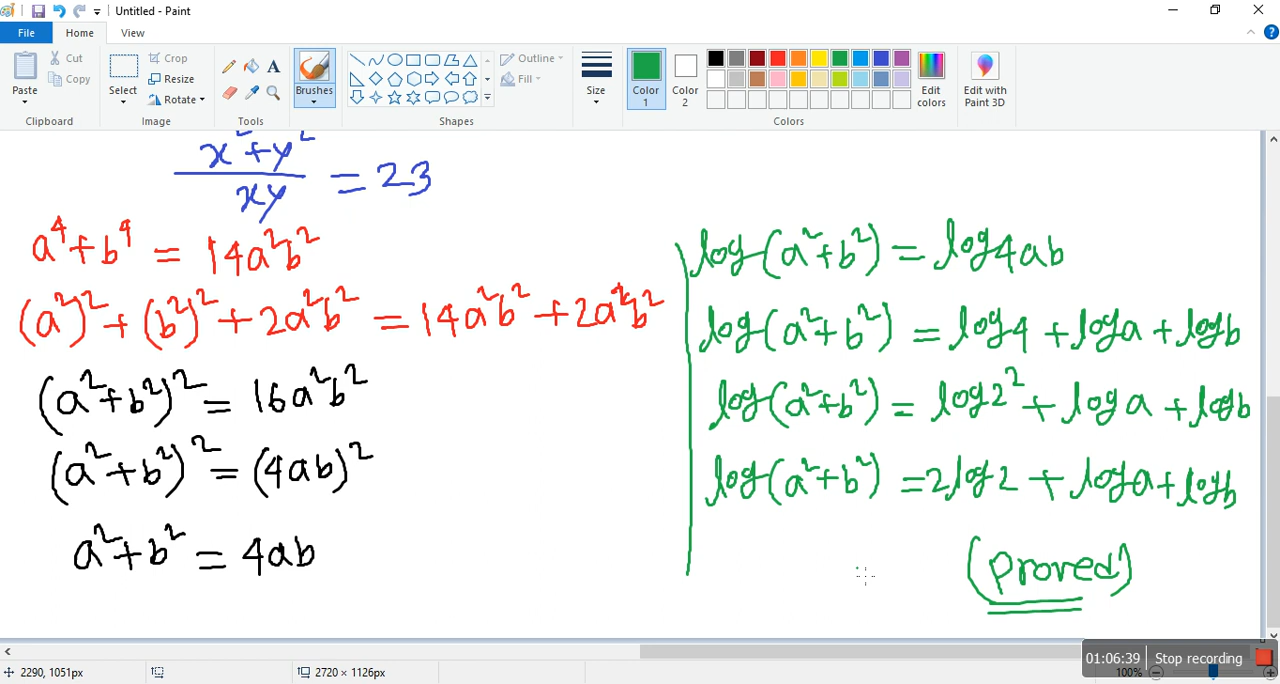 Untitled - Paint
File Home View
Paste Cut Copy
Clipboard
Select Crop Resize Rotate
Image
A
Tools
Brushes
Outline Fill
Shapes
Size
Color 1
Color 2
Edit colors
Edit with Paint 3D
Colors
x²+y²/xy = 23
a⁴+b⁴ = 14a²b²
(a²)²+(b²)²+2a²b² = 14a²b²+2a²b²
(a²+b²)² = 16a²b²
(a²+b²)² = (4ab)²
a²+b² = 4ab
log(a²+b²) = log4ab
log(a²+b²) = log4 + loga + logb
log(a²+b²) = log2² + loga + logb
log(a²+b²) = 2log2 + loga + logb
(proved)
2290, 1051px
2720 × 1126px
100%
01:06:39 Stop recording